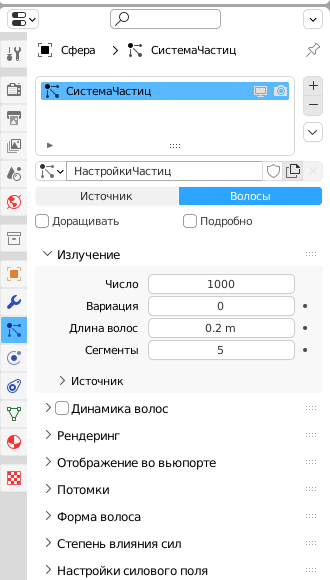 Сфера СистемаЧастиц
СистемаЧастиц
НастройкиЧастиц
Источник Волосы
Доращивать Подробно
Излучение
Число 1000
Вариация 0
Длина волос 0.2 m
Сегменты 5
Источник
Динамика волос
Рендеринг
Отображение во вьюпорте
Потомки
Форма волоса
Степень влияния сил
Настройки силового поля